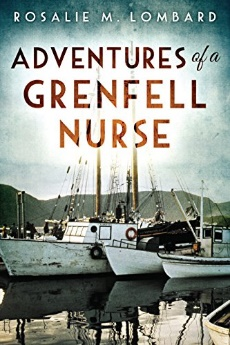 ROSALIE M. LOMBARD
ADVENTURES of a
GRENFELL
NURSE